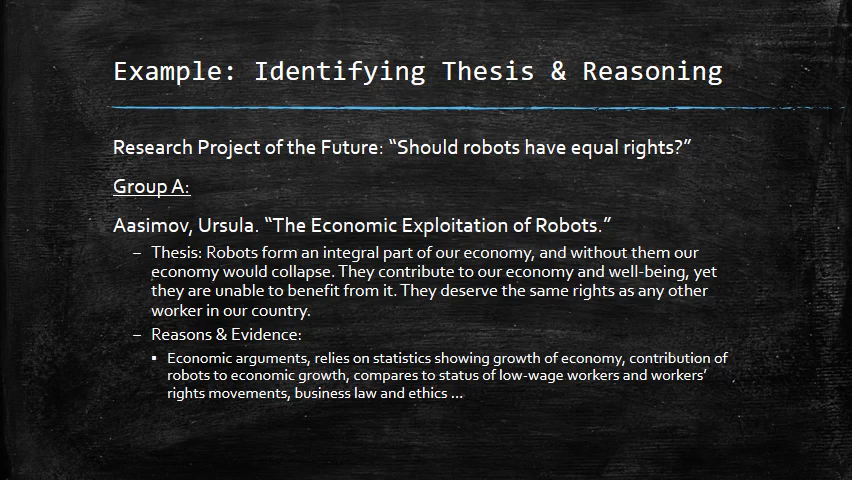 Example: Identifying Thesis & Reasoning
Research Project of the Future: “Should robots have equal rights?”
Group A:
Aasimov, Ursula. “The Economic Exploitation of Robots.”
– Thesis: Robots form an integral part of our economy, and without them our
economy would collapse. They contribute to our economy and well-being, yet
they are unable to benefit from it. They deserve the same rights as any other
worker in our country.
– Reasons & Evidence:
▪ Economic arguments, relies on statistics showing growth of economy, contribution of
robots to economic growth, compares to status of low-wage workers and workers’
rights movements, business law and ethics …